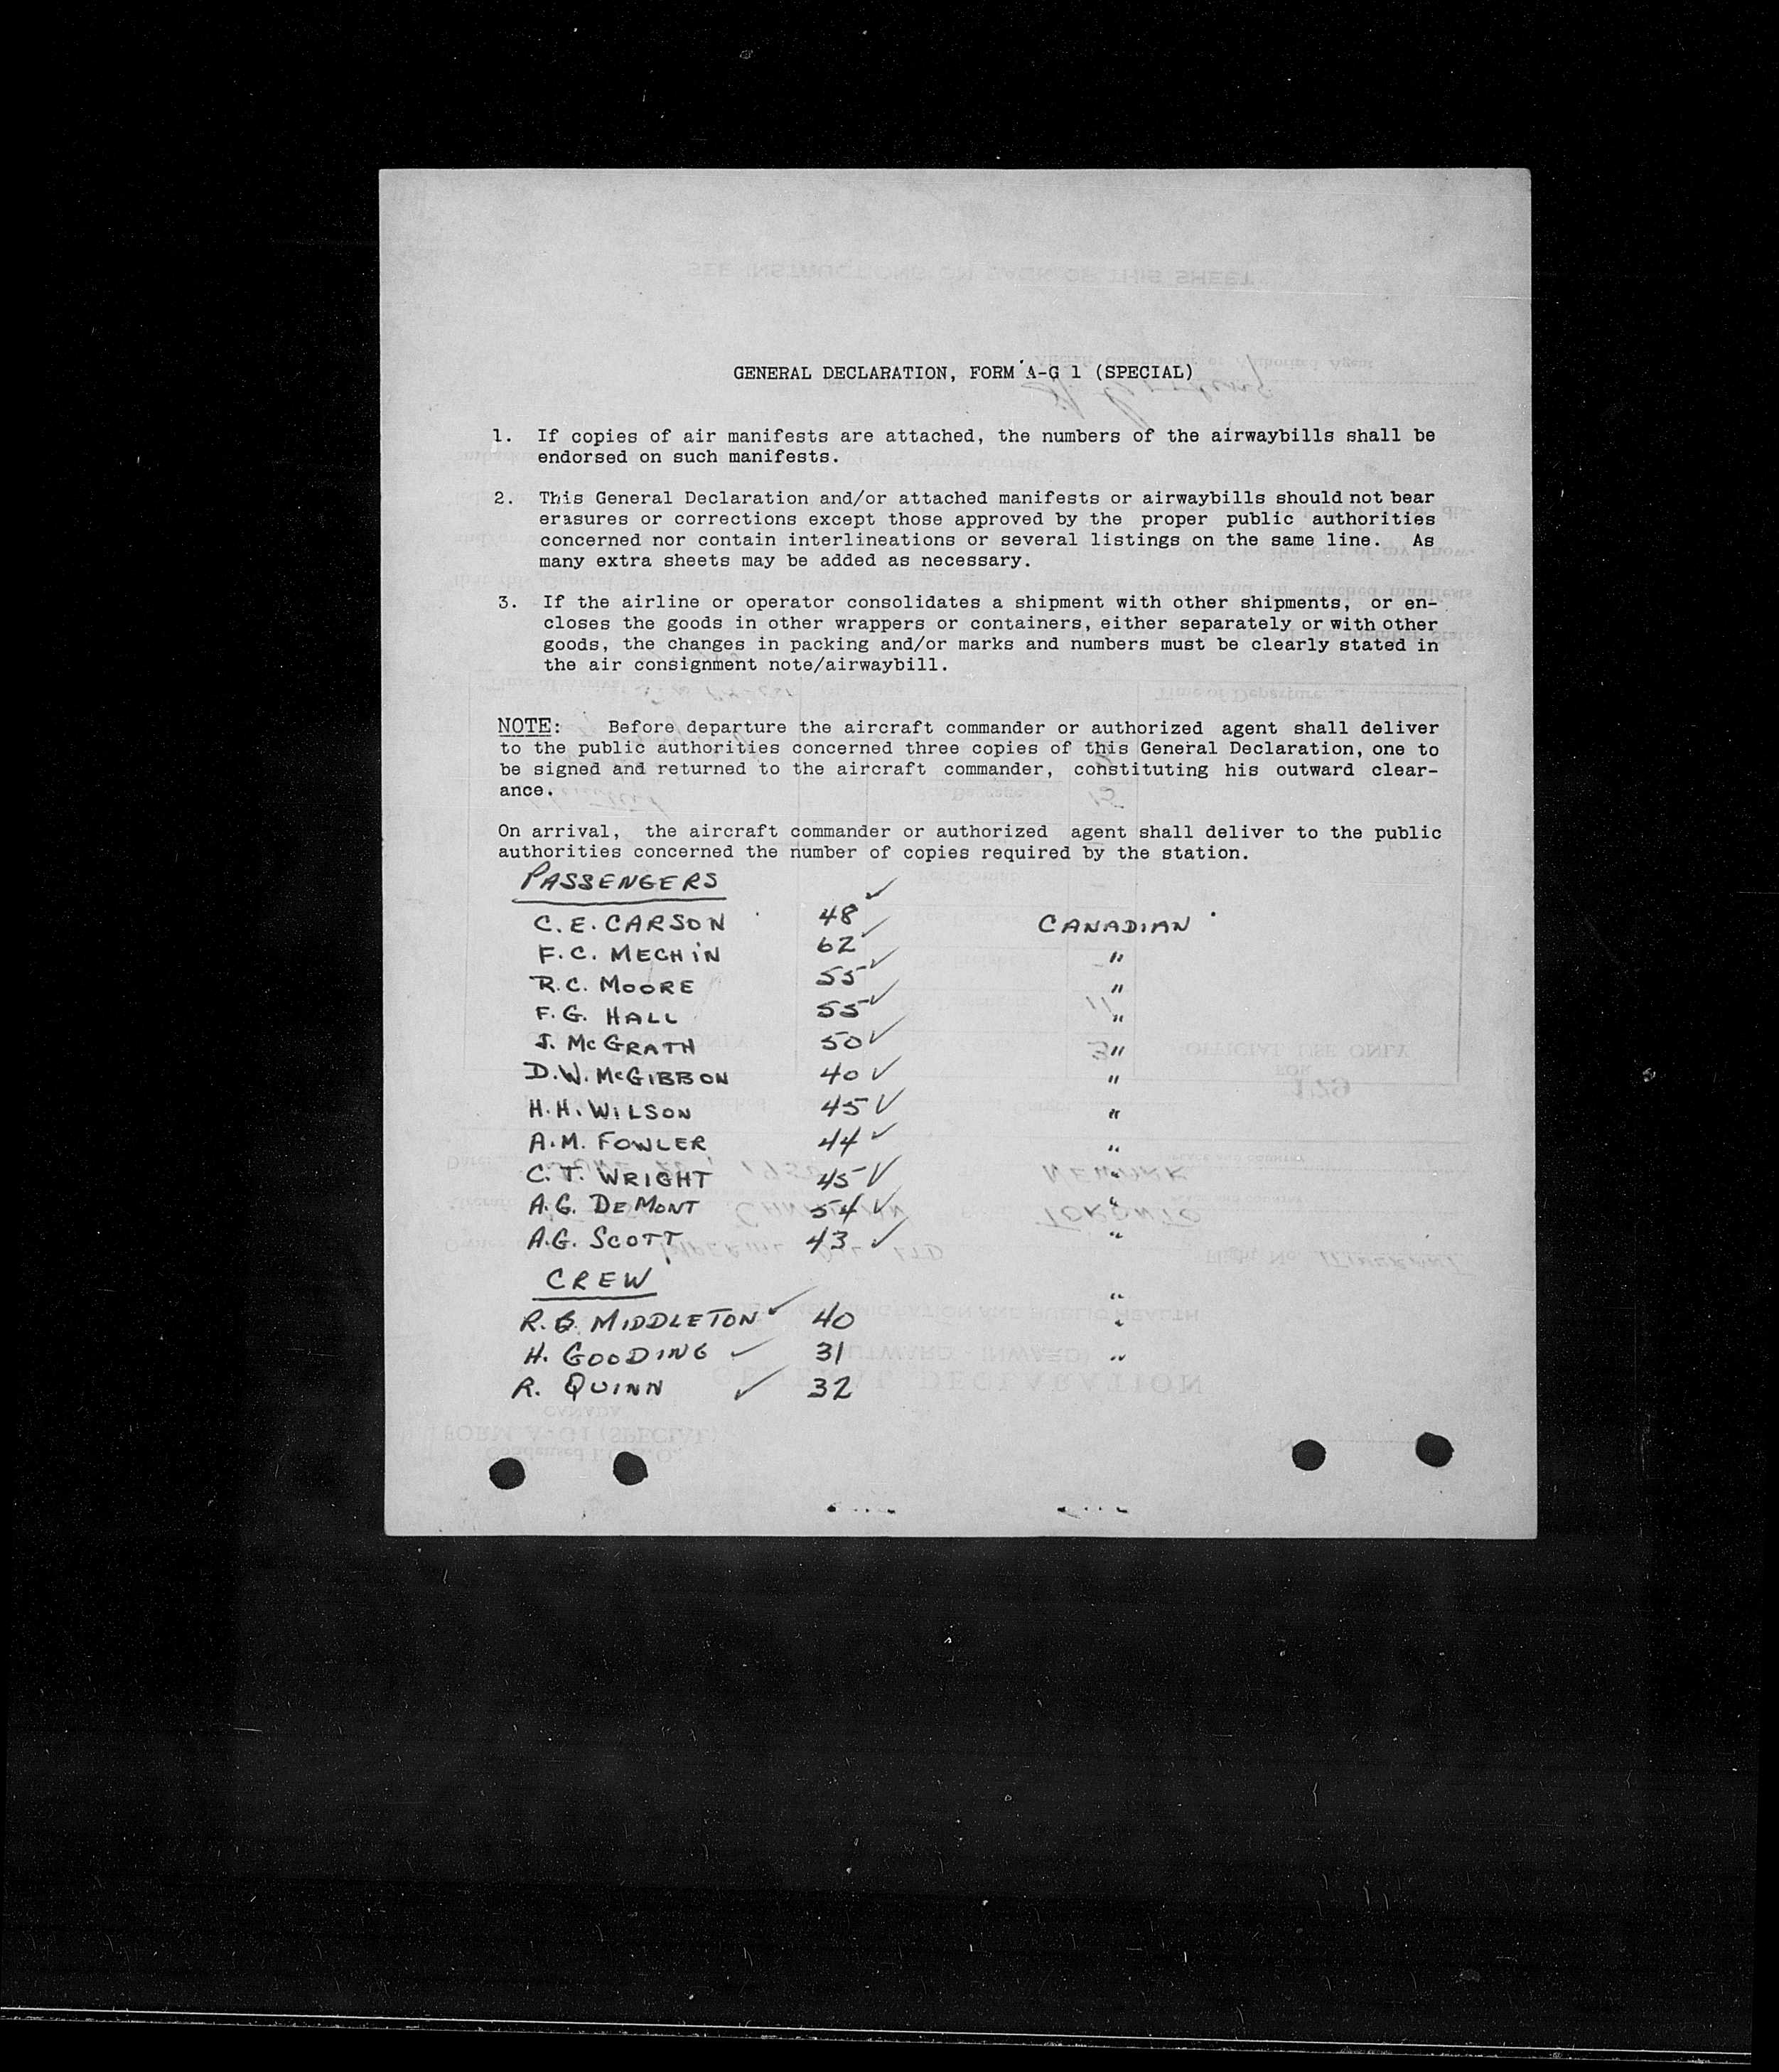 GENERAL DECLARATION, FORM A-G 1 (SPECIAL)
1. If copies of air manifests are attached, the numbers of the airwaybills shall be
endorsed on such manifests.
2. This General Declaration and/or attached manifests or airwaybills should not bear
erasures or corrections except those approved by the proper public authorities
concerned nor contain interlineations or several listings on the same line. As
many extra sheets may be added as necessary.
3. If the airline or operator consolidates a shipment with other shipments, or en-
closes the goods in other wrappers or containers, either separately or with other
goods, the changes in packing and/or marks and numbers must be clearly stated in
the air consignment note/airwaybill.
NOTE: Before departure the aircraft commander or authorized agent shall deliver
to the public authorities concerned three copies of this General Declaration, one to
be signed and returned to the aircraft commander, constituting his outward clear-
ance.
On arrival, the aircraft commander or authorized agent shall deliver to the public
authorities concerned the number of copies required by the station.
PASSENGERS
C.E. CARSON 48 ✓ CANADIAN
F.C. MECHIN 62 ✓ "
R.C. MOORE 55 ✓ "
F.G. HALL 55 ✓ "
J. McGRATH 50 ✓ "
D.W. McGIBBON 40 ✓ "
H.H. WILSON 45 ✓ "
A.M. FOWLER 44 ✓ "
C.T. WRIGHT 45 ✓ "
A.G. DEMONT 54 ✓ "
A.G. SCOTT 43 ✓ "
CREW "
R.G. MIDDLETON ✓ 40 "
H. GOODING ✓ 31 "
R. QUINN ✓ 32